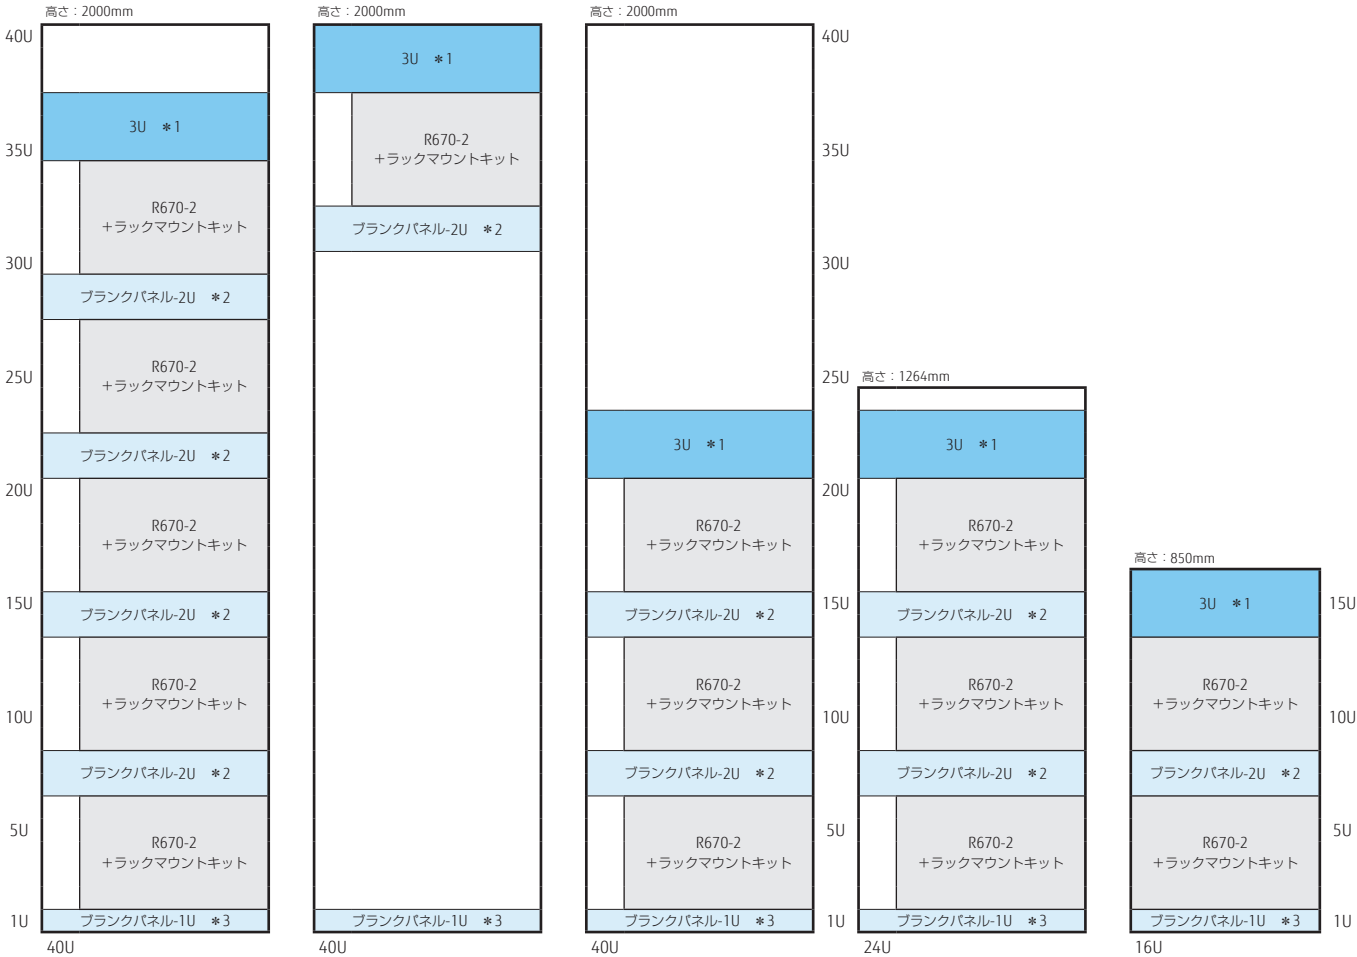 高さ：2000mm
高さ：2000mm
高さ：2000mm
40U
35U
30U
25U
20U
15U
10U
5U
1U
3U ＊1
R670-2
＋ラックマウントキット
ブランクパネル-2U ＊2
R670-2
＋ラックマウントキット
ブランクパネル-2U ＊2
R670-2
＋ラックマウントキット
ブランクパネル-2U ＊2
R670-2
＋ラックマウントキット
ブランクパネル-2U ＊2
R670-2
＋ラックマウントキット
ブランクパネル-1U ＊3
40U
3U ＊1
R670-2
＋ラックマウントキット
ブランクパネル-2U ＊2
ブランクパネル-1U ＊3
40U
3U ＊1
R670-2
＋ラックマウントキット
ブランクパネル-2U ＊2
R670-2
＋ラックマウントキット
ブランクパネル-2U ＊2
R670-2
＋ラックマウントキット
ブランクパネル-1U ＊3
40U
40U
35U
30U
25U
20U
15U
10U
5U
1U
高さ：1264mm
3U ＊1
R670-2
＋ラックマウントキット
ブランクパネル-2U ＊2
R670-2
＋ラックマウントキット
ブランクパネル-2U ＊2
R670-2
＋ラックマウントキット
ブランクパネル-1U ＊3
24U
高さ：850mm
3U ＊1
R670-2
＋ラックマウントキット
ブランクパネル-2U ＊2
R670-2
＋ラックマウントキット
ブランクパネル-1U ＊3
16U
15U
10U
5U
1U